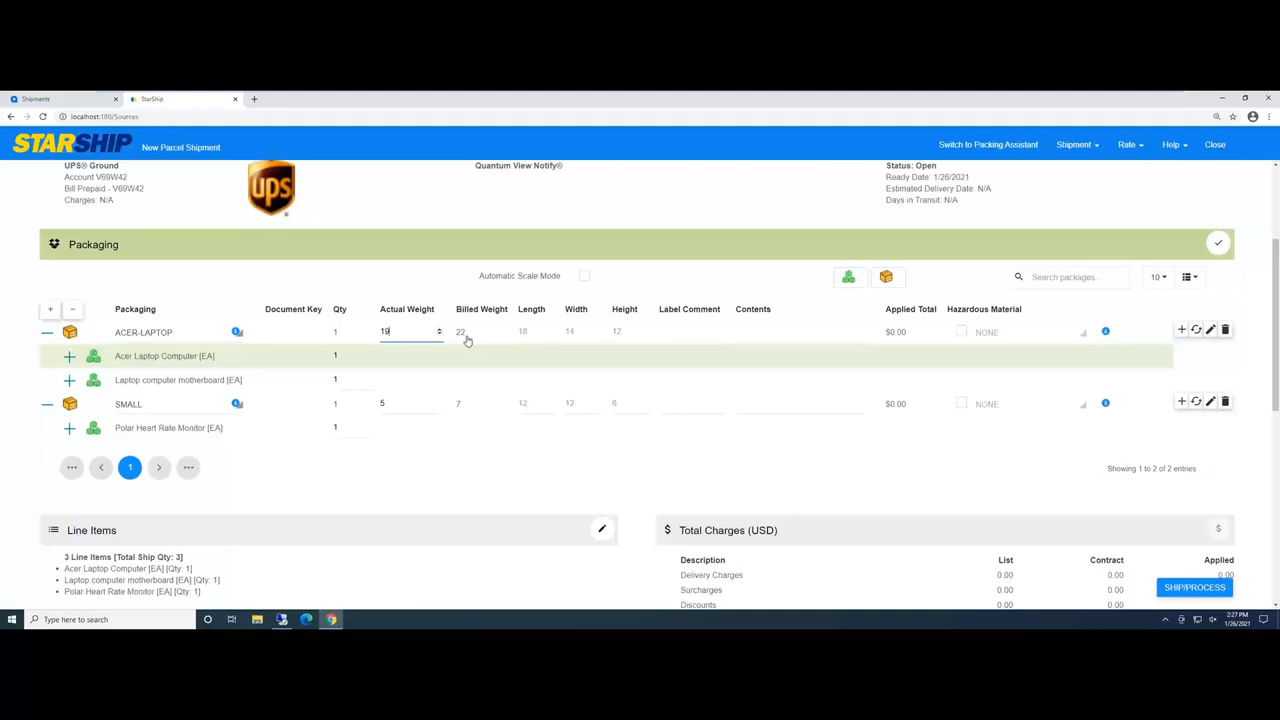 Shipments
StarShip
localhost:180/Sources
STARSHIP New Parcel Shipment Switch to Packing Assistant Shipment Rate Help Close
UPS® Ground Quantum View Notify® Status: Open
Account V69W42 Ready Date: 1/26/2021
Bill Prepaid - V69W42 Estimated Delivery Date: N/A
Charges: N/A Days in Transit: N/A
ups
Packaging
Automatic Scale Mode Search packages... 10
Packaging Document Key Qty Actual Weight Billed Weight Length Width Height Label Comment Contents Applied Total Hazardous Material
ACER-LAPTOP 1 19 22 18 14 12 $0.00 NONE
Acer Laptop Computer [EA] 1
Laptop computer motherboard [EA] 1
SMALL 1 5 7 12 12 6 $0.00 NONE
Polar Heart Rate Monitor [EA] 1
1
Showing 1 to 2 of 2 entries
Line Items Total Charges (USD) $
3 Line Items [Total Ship Qty: 3] Description List Contract Applied
• Acer Laptop Computer [EA] [Qty: 1] Delivery Charges 0.00 0.00 0.00
• Laptop computer motherboard [EA] [Qty: 1] Surcharges 0.00 0.00
• Polar Heart Rate Monitor [EA] [Qty: 1] Discounts 0.00 0.00 0.00
SHIP/PROCESS
Type here to search
2:27 PM
1/26/2021